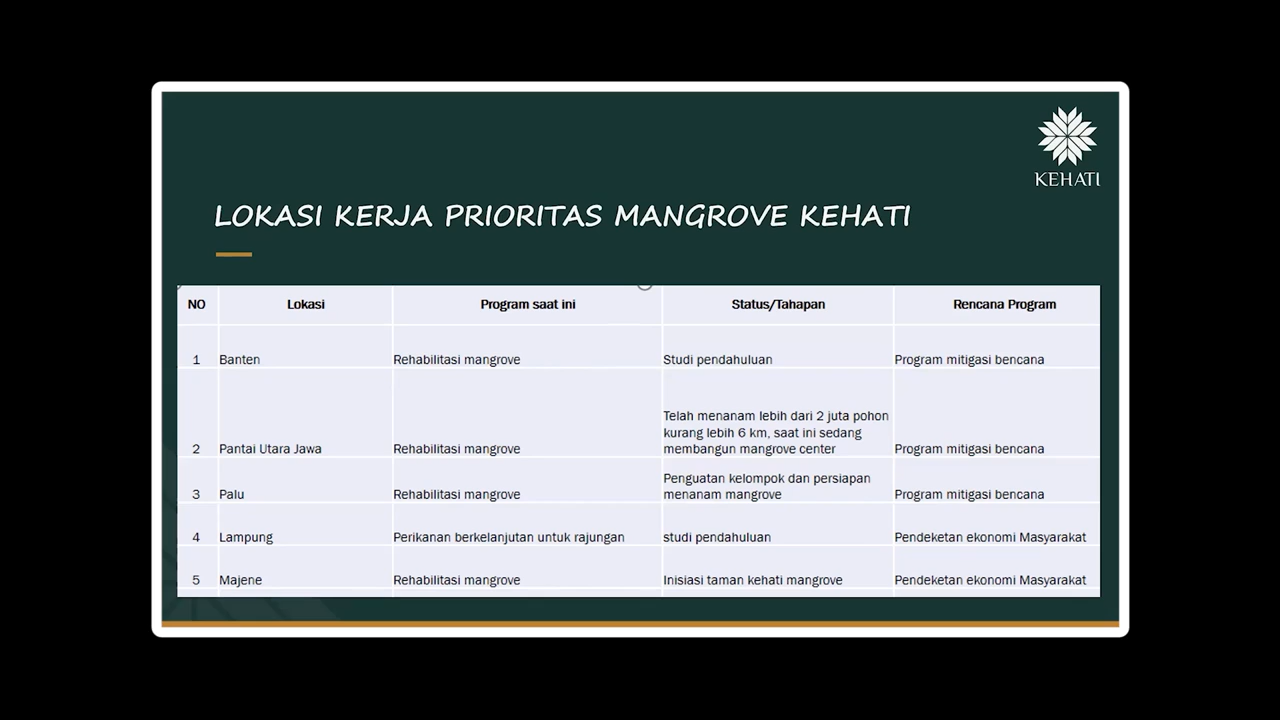 KEHATI
LOKASI KERJA PRIORITAS MANGROVE KEHATI
NO Lokasi Program saat ini Status/Tahapan Rencana Program
1 Banten Rehabilitasi mangrove Studi pendahuluan Program mitigasi bencana
Telah menanam lebih dari 2 juta pohon
kurang lebih 6 km, saat ini sedang
2 Pantai Utara Jawa Rehabilitasi mangrove membangun mangrove center Program mitigasi bencana
Penguatan kelompok dan persiapan
3 Palu Rehabilitasi mangrove menanam mangrove Program mitigasi bencana
4 Lampung Perikanan berkelanjutan untuk rajungan studi pendahuluan Pendeketan ekonomi Masyarakat
5 Majene Rehabilitasi mangrove Inisiasi taman kehati mangrove Pendeketan ekonomi Masyarakat